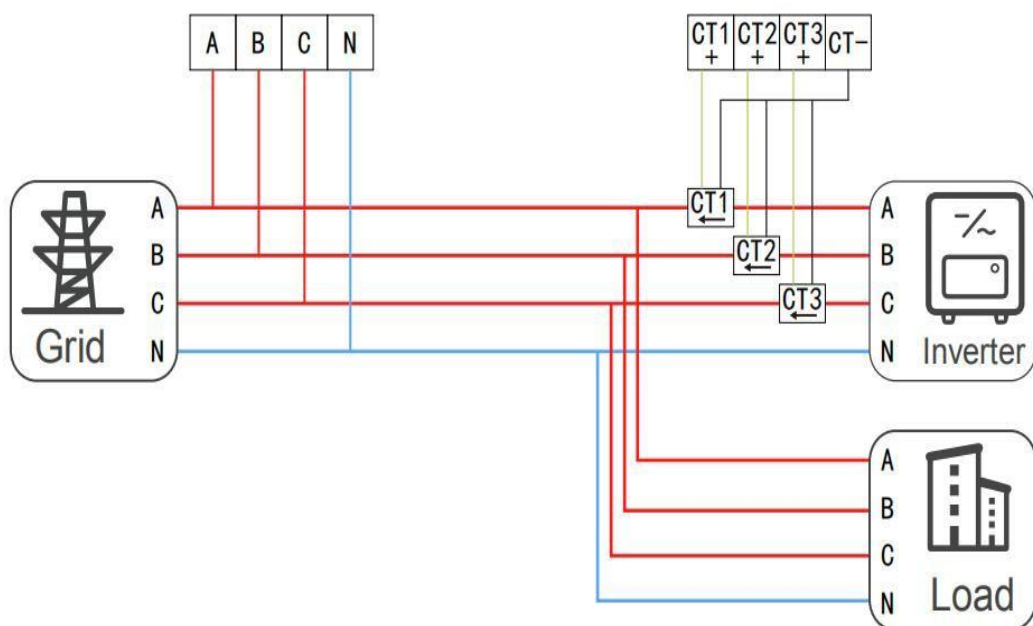 A B C N
CT1 + CT2 + CT3 + CT-
A
CT1
A
B
CT2
B
C
CT3
C
Grid
N
N
Inverter
A
B
C
N
Load